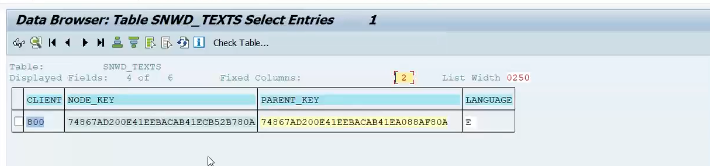 Data Browser: Table SNWD_TEXTS Select Entries 1
Check Table...
Table: SNWD_TEXTS
Displayed Fields: 4 of 6 Fixed Columns: 2 List Width 0250
CLIENT NODE_KEY PARENT_KEY LANGUAGE
800 74867AD200E41EEBACAB41ECB52B780A 74867AD200E41EEBACAB41EA088AF80A E